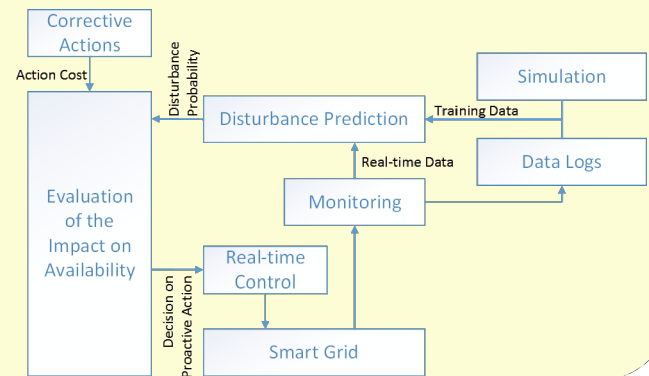 Corrective
Actions
Action Cost
Disturbance
Probability
Simulation
Disturbance Prediction
Training Data
Real-time Data
Data Logs
Monitoring
Evaluation
of the
Impact on
Availability
Real-time
Control
Decision on
Proactive Action
Smart Grid